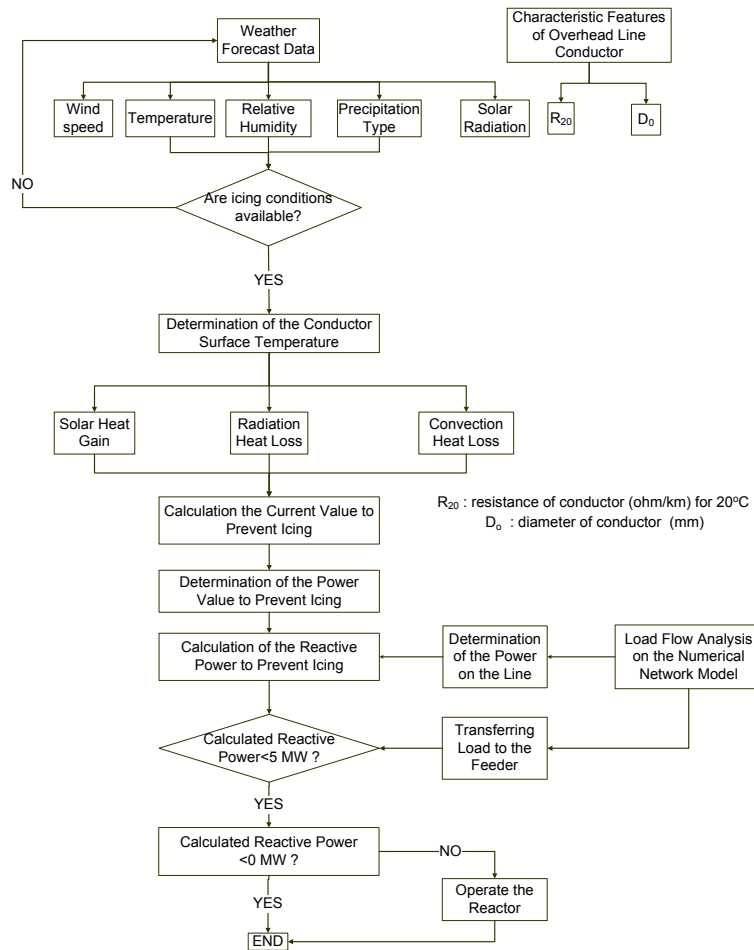 Weather
Forecast Data
Characteristic Features
of Overhead Line
Conductor
Wind
speed
Temperature
Relative
Humidity
Precipitation
Type
Solar
Radiation
R20
D0
NO
Are icing conditions
available?
YES
Determination of the Conductor
Surface Temperature
Solar Heat
Gain
Radiation
Heat Loss
Convection
Heat Loss
Calculation the Current Value to
Prevent Icing
R20 : resistance of conductor (ohm/km) for 20°C
Do : diameter of conductor (mm)
Determination of the Power
Value to Prevent Icing
Calculation of the Reactive
Power to Prevent Icing
Determination
of the Power
on the Line
Load Flow Analysis
on the Numerical
Network Model
Calculated Reactive
Power<5 MW ?
Transferring
Load to the
Feeder
YES
Calculated Reactive Power
<0 MW ?
NO
Operate the
Reactor
YES
END